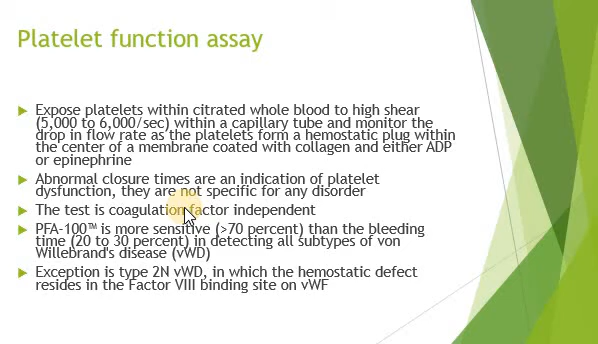 Platelet function assay
Expose platelets within citrated whole blood to high shear
(5,000 to 6,000/sec) within a capillary tube and monitor the
drop in flow rate as the platelets form a hemostatic plug within
the center of a membrane coated with collagen and either ADP
or epinephrine
Abnormal closure times are an indication of platelet
dysfunction, they are not specific for any disorder
The test is coagulation factor independent
PFA-100™ is more sensitive (>70 percent) than the bleeding
time (20 to 30 percent) in detecting all subtypes of von
Willebrand's disease (vWD)
Exception is type 2N vWD, in which the hemostatic defect
resides in the Factor VIII binding site on vWF